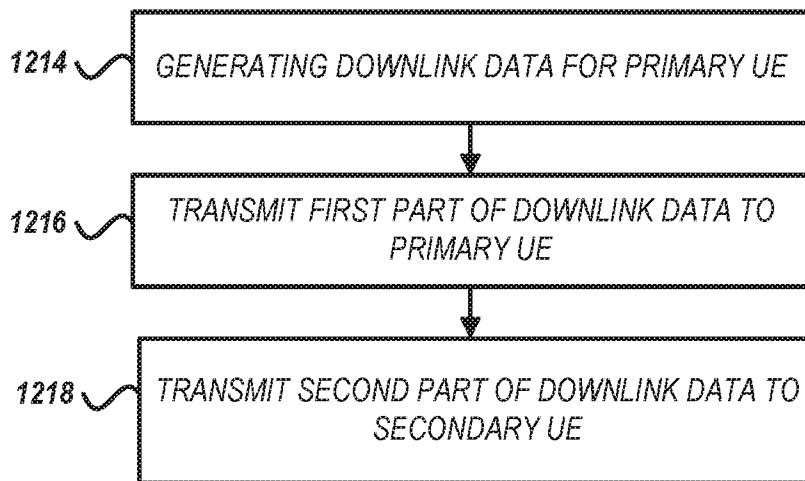 1214 GENERATING DOWNLINK DATA FOR PRIMARY UE
1216 TRANSMIT FIRST PART OF DOWNLINK DATA TO
PRIMARY UE
1218 TRANSMIT SECOND PART OF DOWNLINK DATA TO
SECONDARY UE